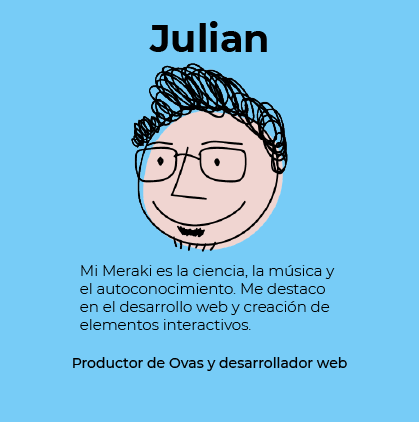 Julian
Mi Meraki es la ciencia, la música y
el autoconocimiento. Me destaco
en el desarrollo web y creación de
elementos interactivos.
Productor de Ovas y desarrollador web